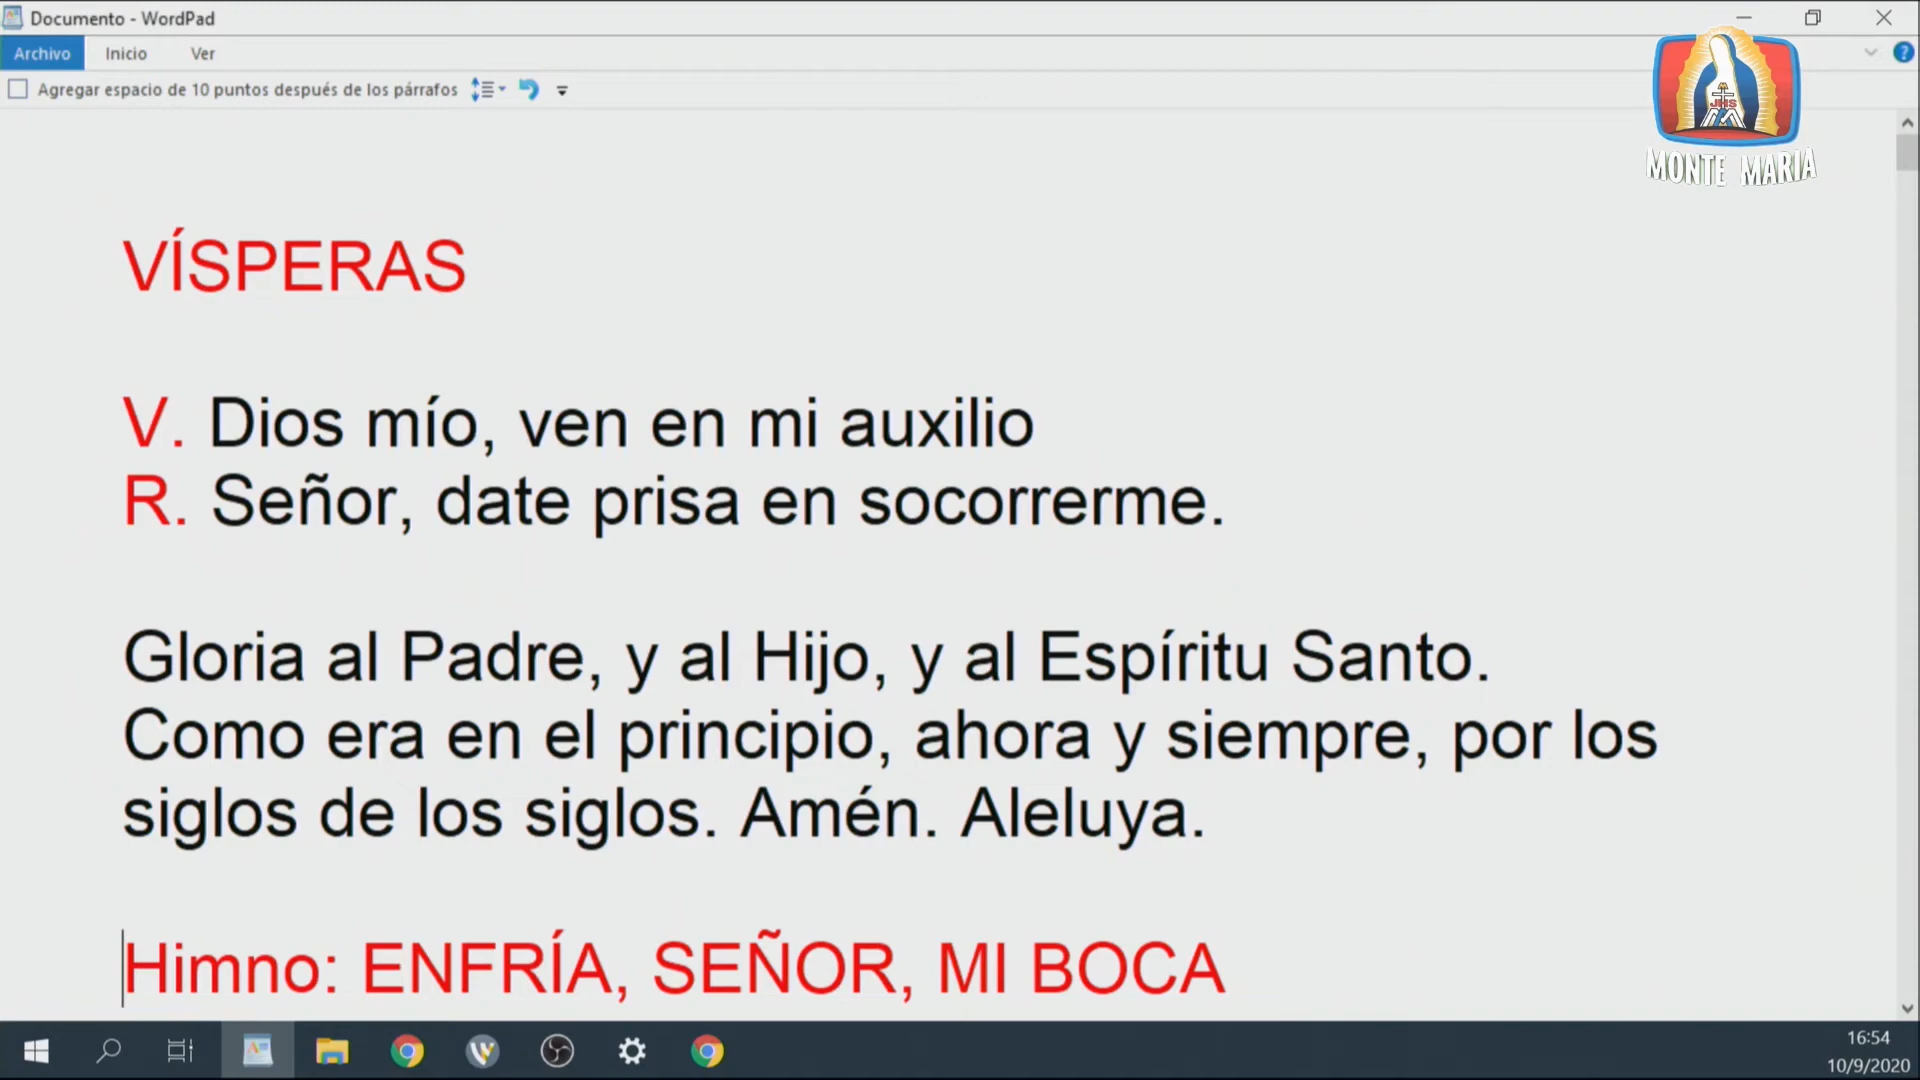 Documento - WordPad
Archivo Inicio Ver
Agregar espacio de 10 puntos después de los párrafos
JHS
MONTE MARIA
VÍSPERAS
V. Dios mío, ven en mi auxilio
R. Señor, date prisa en socorrerme.
Gloria al Padre, y al Hijo, y al Espíritu Santo.
Como era en el principio, ahora y siempre, por los
siglos de los siglos. Amén. Aleluya.
Himno: ENFRÍA, SEÑOR, MI BOCA
16:54
10/9/2020